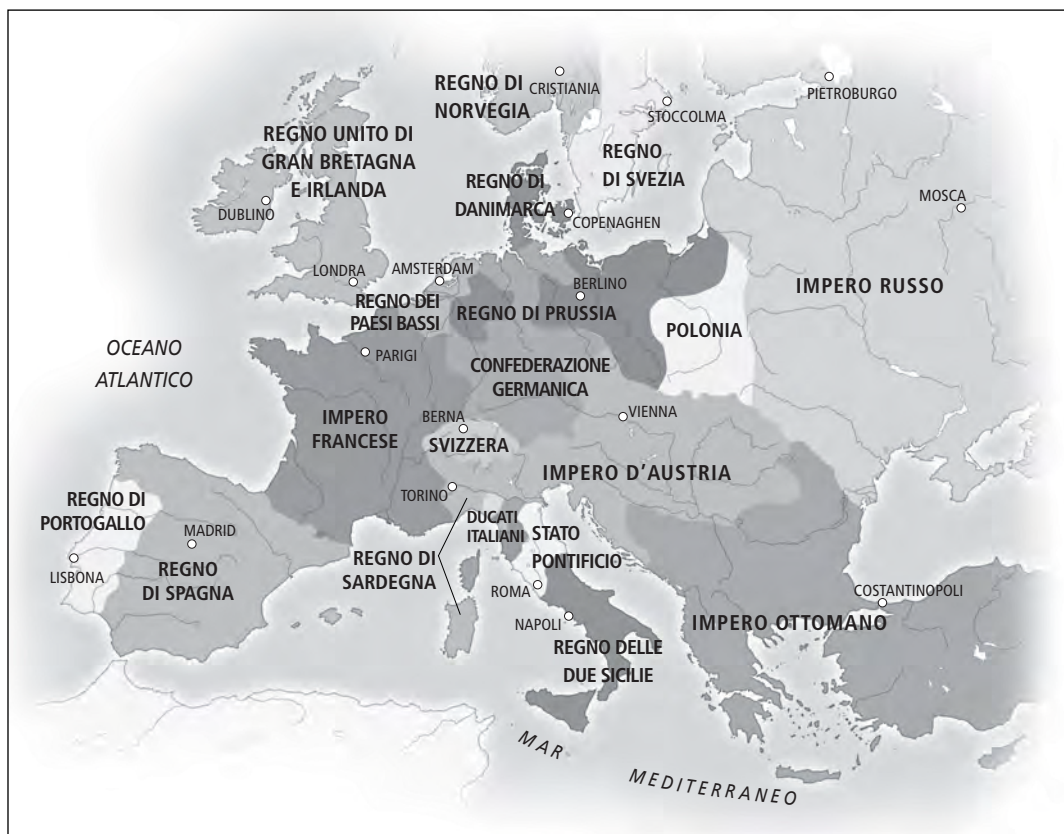 REGNO DI
NORVEGIA
CRISTIANIA
STOCCOLMA
PIETROBURGO
REGNO UNITO DI
GRAN BRETAGNA
E IRLANDA
DUBLINO
REGNO
DI SVEZIA
REGNO DI
DANIMARCA
COPENAGHEN
MOSCA
LONDRA
AMSTERDAM
REGNO DEI
PAESI BASSI
BERLINO
REGNO DI PRUSSIA
IMPERO RUSSO
POLONIA
OCEANO
ATLANTICO
PARIGI
CONFEDERAZIONE
GERMANICA
IMPERO
FRANCESE
BERNA
SVIZZERA
VIENNA
IMPERO D'AUSTRIA
TORINO
REGNO DI
PORTOGALLO
MADRID
LISBONA
REGNO
DI SPAGNA
REGNO DI
SARDEGNA
DUCATI
ITALIANI
STATO
PONTIFICIO
ROMA
NAPOLI
REGNO DELLE
DUE SICILIE
COSTANTINOPOLI
IMPERO OTTOMANO
MAR
MEDITERRANEO